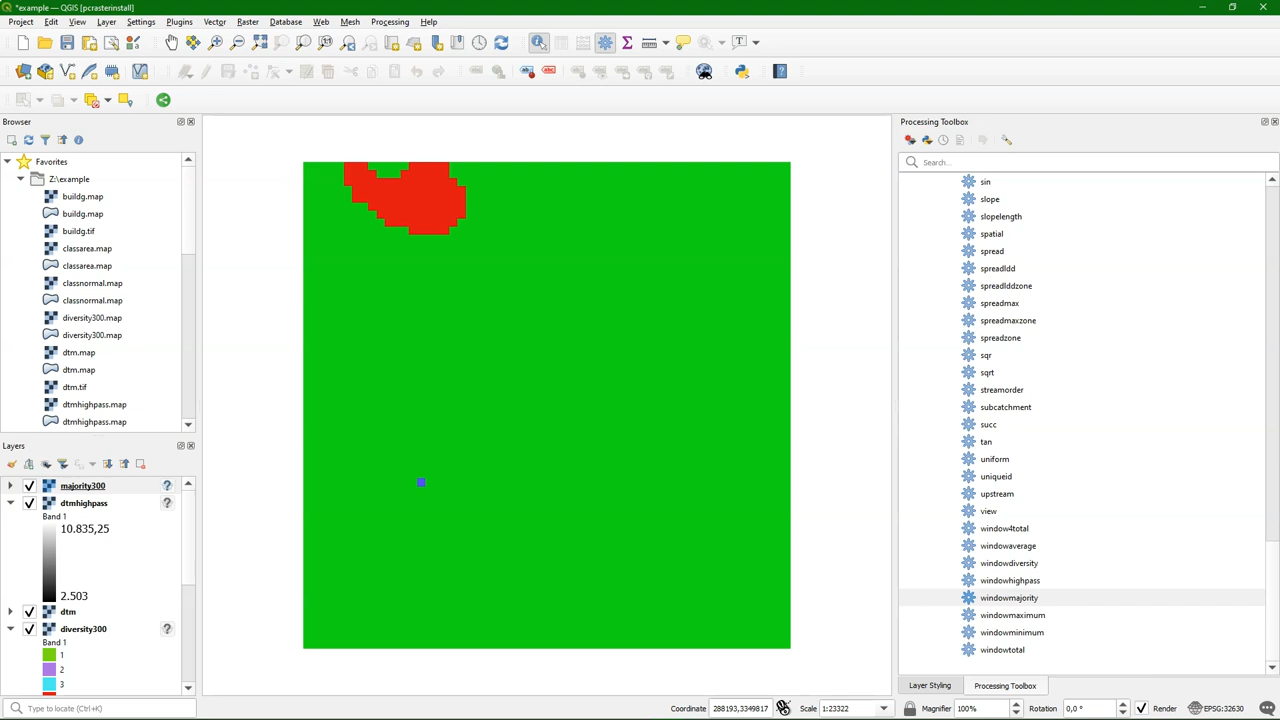 *example — QGIS [pcrasterinstall]
Project Edit View Layer Settings Plugins Vector Raster Database Web Mesh Processing Help
Browser
Favorites
Z:\example
buildg.map
buildg.map
buildg.tif
classarea.map
classarea.map
classnormal.map
classnormal.map
diversity300.map
diversity300.map
dtm.map
dtm.map
dtm.tif
dtmhighpass.map
dtmhighpass.map
Layers
majority300
dtmhighpass
Band 1
10.835,25
2.503
dtm
diversity300
Band 1
1
2
3
Processing Toolbox
Search...
sin
slope
slopelength
spatial
spread
spreadldd
spreadlddzone
spreadmax
spreadmaxzone
spreadzone
sqr
sqrt
streamorder
subcatchment
succ
tan
uniform
uniqueid
upstream
view
window4total
windowaverage
windowdiversity
windowhighpass
windowmajority
windowmaximum
windowminimum
windowtotal
Layer Styling Processing Toolbox
Type to locate (Ctrl+K) Coordinate 288193,3349817 Scale 1:23322 Magnifier 100% Rotation 0,0 ° Render EPSG:32630